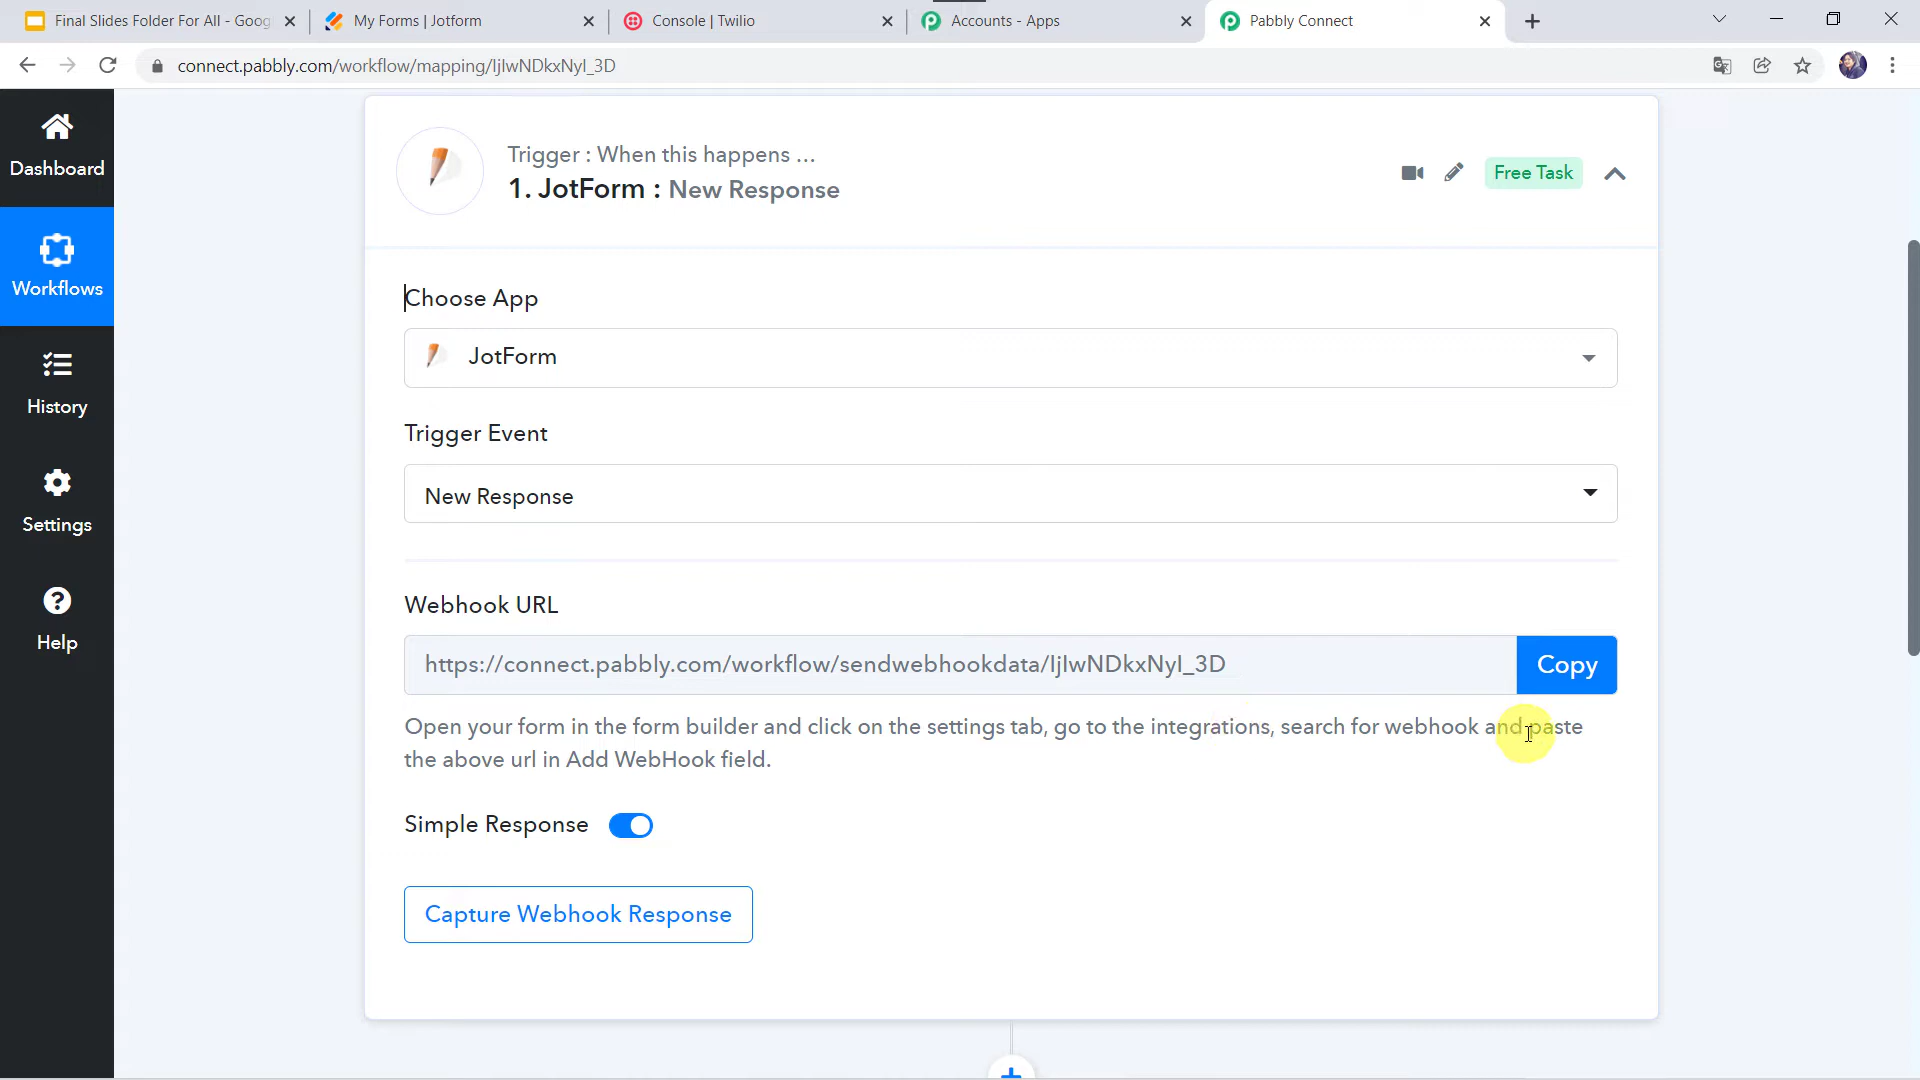 Final Slides Folder For All - Goog
My Forms | Jotform
Console | Twilio
Accounts - Apps
Pabbly Connect
connect.pabbly.com/workflow/mapping/IjIwNDkxNyI_3D
Dashboard
Workflows
History
Settings
Help
Trigger : When this happens ...
1. JotForm : New Response
Free Task
Choose App
JotForm
Trigger Event
New Response
Webhook URL
https://connect.pabbly.com/workflow/sendwebhookdata/IjIwNDkxNyI_3D
Copy
Open your form in the form builder and click on the settings tab, go to the integrations, search for webhook and paste
the above url in Add WebHook field.
Simple Response
Capture Webhook Response